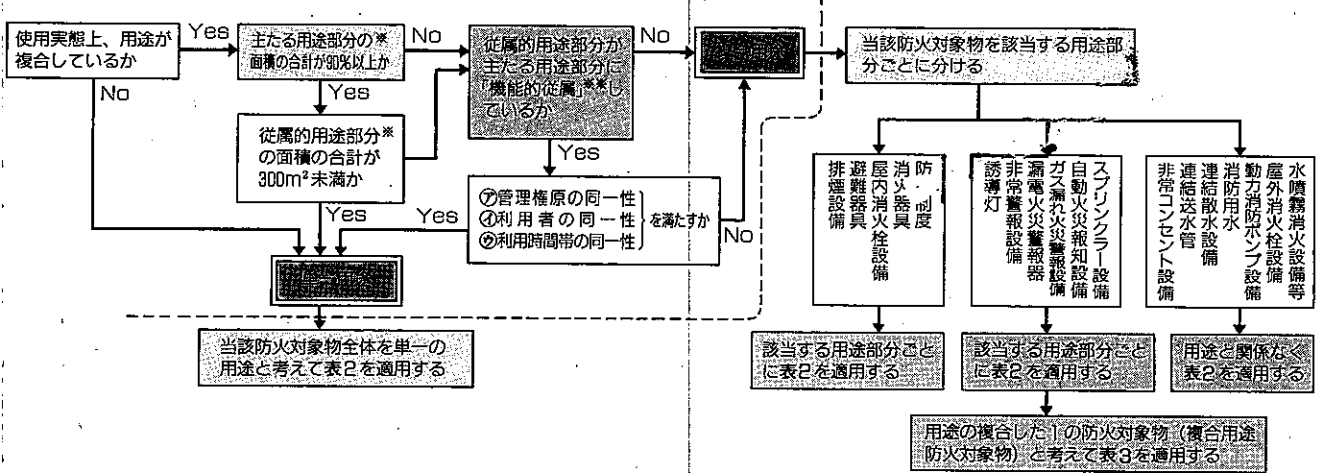 使用実態上、用途が
複合しているか
Yes
No
主たる用途部分の※
面積の合計が90%以上か
No
Yes
従属的用途部分※
の面積の合計が
300m²未満か
Yes
従属的用途部分が
主たる用途部分に
「機能的従属」※※し
ているか
No
Yes
㋐管理権原の同一性
㋑利用者の同一性
㋒利用時間帯の同一性
を満たすか
Yes
No
当該防火対象物全体を単一の
用途と考えて表2を適用する
当該防火対象物を該当する用途部
分ごとに分ける
消火器具
屋内消火栓設備
避難器具
排煙設備
スプリンクラー設備
自動火災報知設備
ガス漏れ火災警報設備
漏電火災警報器
非常警報設備
誘導灯
水噴霧消火設備等
屋外消火栓設備
動力消防ポンプ設備
消防用水
連結散水設備
連結送水管
非常コンセント設備
該当する用途部分ごと
に表2を適用する
該当する用途部分ごと
に表2を適用する
用途と関係なく
表2を適用する
用途の複合した1の防火対象物(複合用途
防火対象物)と考えて表3を適用する